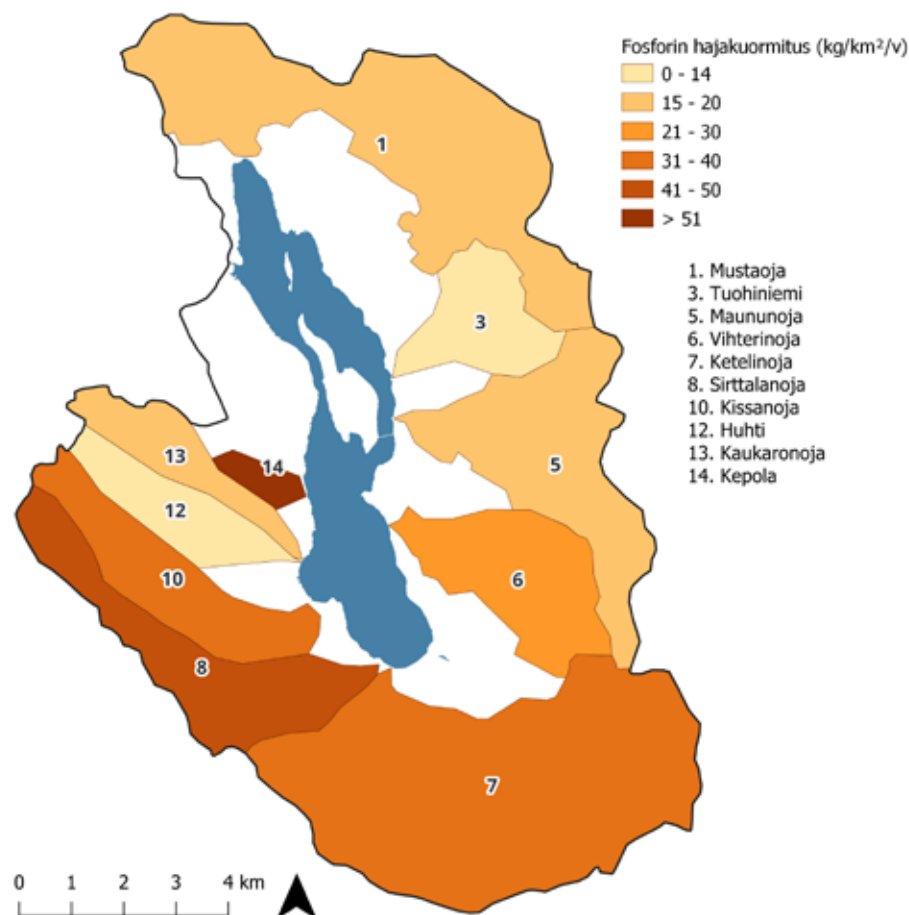 Fosforin hajakuormitus (kg/km²/v)
0 - 14
15 - 20
21 - 30
31 - 40
41 - 50
> 51
1. Mustaoja
3. Tuohiniemi
5. Maununoja
6. Vihterinoja
7. Ketelinoja
8. Sirttalanoja
10. Kissanoja
12. Huhti
13. Kaukaronoja
14. Kepola
1
3
5
13
14
12
10
6
8
7
0 1 2 3 4 km